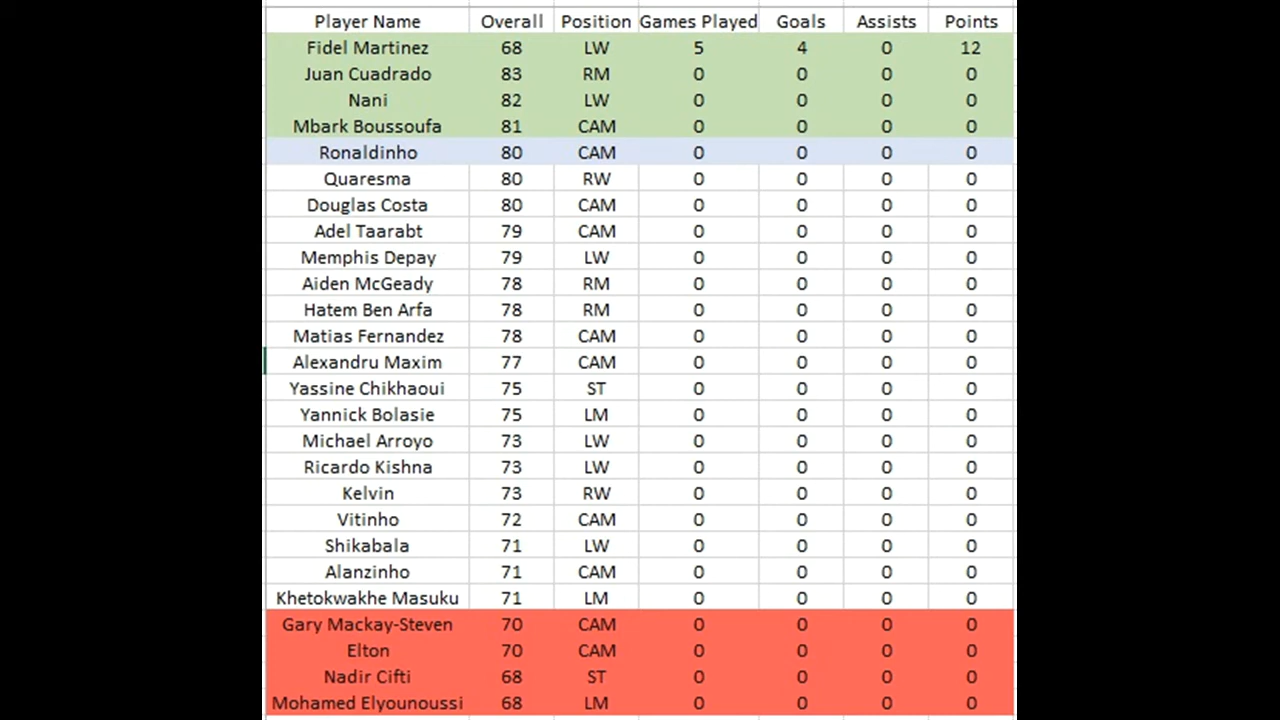 Player Name Overall Position Games Played Goals Assists Points
Fidel Martinez 68 LW 5 4 0 12
Juan Cuadrado 83 RM 0 0 0 0
Nani 82 LW 0 0 0 0
Mbark Boussoufa 81 CAM 0 0 0 0
Ronaldinho 80 CAM 0 0 0 0
Quaresma 80 RW 0 0 0 0
Douglas Costa 80 CAM 0 0 0 0
Adel Taarabt 79 CAM 0 0 0 0
Memphis Depay 79 LW 0 0 0 0
Aiden McGeady 78 RM 0 0 0 0
Hatem Ben Arfa 78 RM 0 0 0 0
Matias Fernandez 78 CAM 0 0 0 0
Alexandru Maxim 77 CAM 0 0 0 0
Yassine Chikhaoui 75 ST 0 0 0 0
Yannick Bolasie 75 LM 0 0 0 0
Michael Arroyo 73 LW 0 0 0 0
Ricardo Kishna 73 LW 0 0 0 0
Kelvin 73 RW 0 0 0 0
Vitinho 72 CAM 0 0 0 0
Shikabala 71 LW 0 0 0 0
Alanzinho 71 CAM 0 0 0 0
Khetokwakhe Masuku 71 LM 0 0 0 0
Gary Mackay-Steven 70 CAM 0 0 0 0
Elton 70 CAM 0 0 0 0
Nadir Cifti 68 ST 0 0 0 0
Mohamed Elyounoussi 68 LM 0 0 0 0